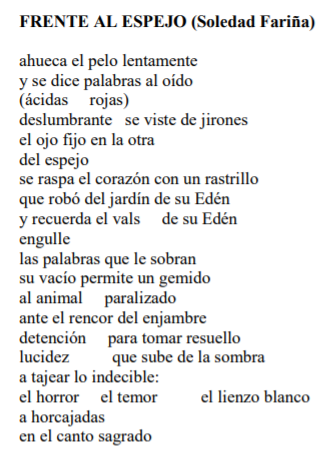 FRENTE AL ESPEJO (Soledad Fariña)
ahueca el pelo lentamente
y se dice palabras al oído
(ácidas     rojas)
deslumbrante   se viste de jirones
el ojo fijo en la otra
del espejo
se raspa el corazón con un rastrillo
que robó del jardín de su Edén
y recuerda el vals     de su Edén
engulle
las palabras que le sobran
su vacío permite un gemido
al animal     paralizado
ante el rencor del enjambre
detención     para tomar resuello
lucidez          que sube de la sombra
a tajear lo indecible:
el horror     el temor          el lienzo blanco
a horcajadas
en el canto sagrado